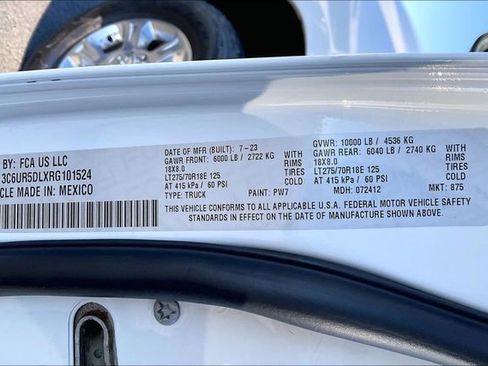 BY: FCA US LLC
3C6UR5DLXRG101524
CLE MADE IN: MEXICO
DATE OF MFR (BUILT): 7-23
GAWR FRONT: 6000 LB / 2722 KG WITH
18X8.0 RIMS
LT275/70R18E 125 TIRES
AT 415 kPa / 60 PSI COLD
TYPE: TRUCK PAINT: PW7
GVWR: 10000 LB / 4536 KG
GAWR REAR: 6040 LB / 2740 KG WITH
18X8.0 RIMS
LT275/70R18E 125 TIRES
AT 415 kPa / 60 PSI COLD
MDH: 072412 MKT: 875
THIS VEHICLE CONFORMS TO ALL APPLICABLE U.S.A. FEDERAL MOTOR VEHICLE SAFETY
STANDARDS IN EFFECT ON THE DATE OF MANUFACTURE SHOWN ABOVE.